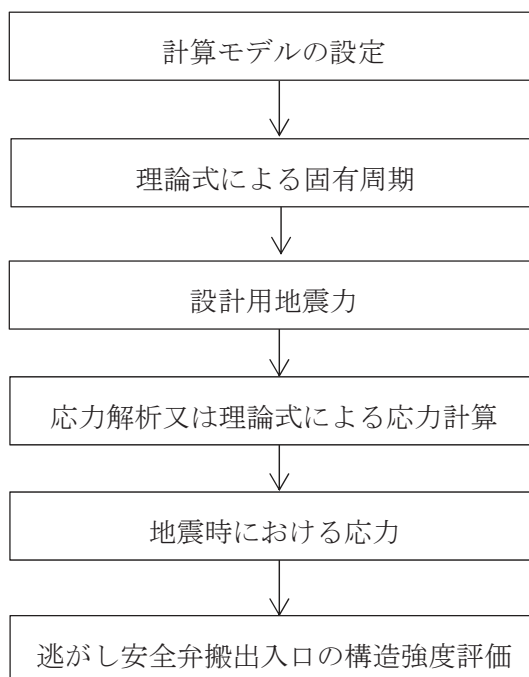 計算モデルの設定
理論式による固有周期
設計用地震力
応力解析又は理論式による応力計算
地震時における応力
逃がし安全弁搬出入口の構造強度評価